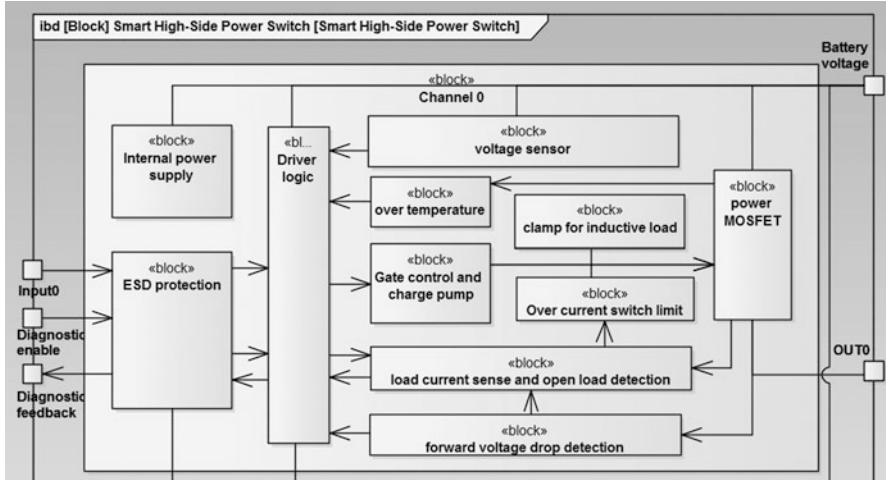 ibd [Block] Smart High-Side Power Switch [Smart High-Side Power Switch]
Battery
voltage
«block»
Channel 0
«block»
Internal power
supply
«bl...
Driver
logic
«block»
voltage sensor
«block»
over temperature
«block»
power
MOSFET
«block»
clamp for inductive load
«block»
ESD protection
«block»
Gate control and
charge pump
«block»
Over current switch limit
Input0
Diagnostic
enable
OUT0
«block»
load current sense and open load detection
Diagnostic
feedback
«block»
forward voltage drop detection